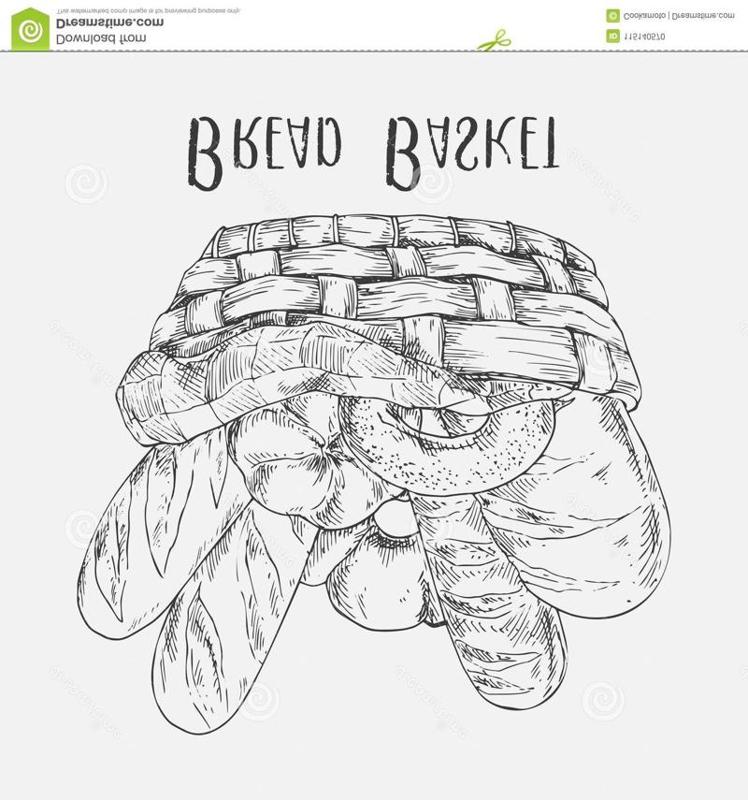 BREAD BASKET
Download from
Dreamstime.com
This watermarked comp image is for previewing purposes only.
ID 115140570
© Cookamoto | Dreamstime.com